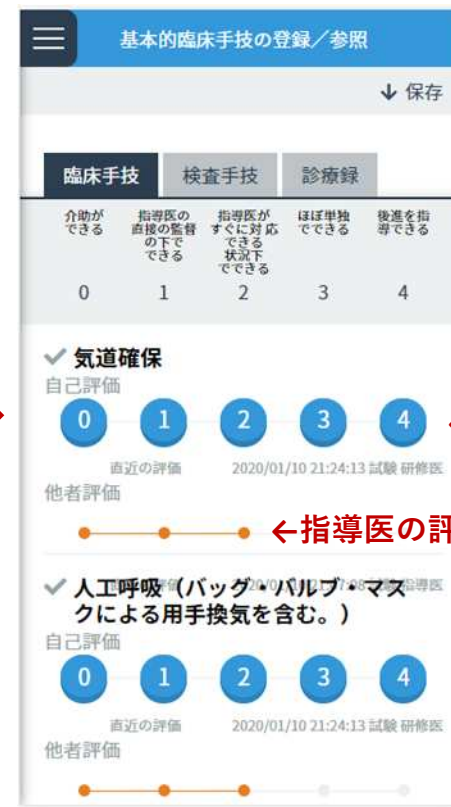 基本的臨床手技の登録／参照
↓ 保存
臨床手技 検査手技 診療録
介助が
できる
指導医の
直接の監督
の下で
できる
指導医が
すぐに対応
できる
状況下
でできる
ほぼ単独
でできる
後進を指
導できる
0 1 2 3 4
気道確保
自己評価
0 1 2 3 4
直近の評価 2020/01/10 21:24:13 試験 研修医
他者評価
←指導医の評
人工呼吸（バッグ・バルブ・マス
クによる用手換気を含む。）
自己評価
0 1 2 3 4
直近の評価 2020/01/10 21:24:13 試験 研修医
他者評価